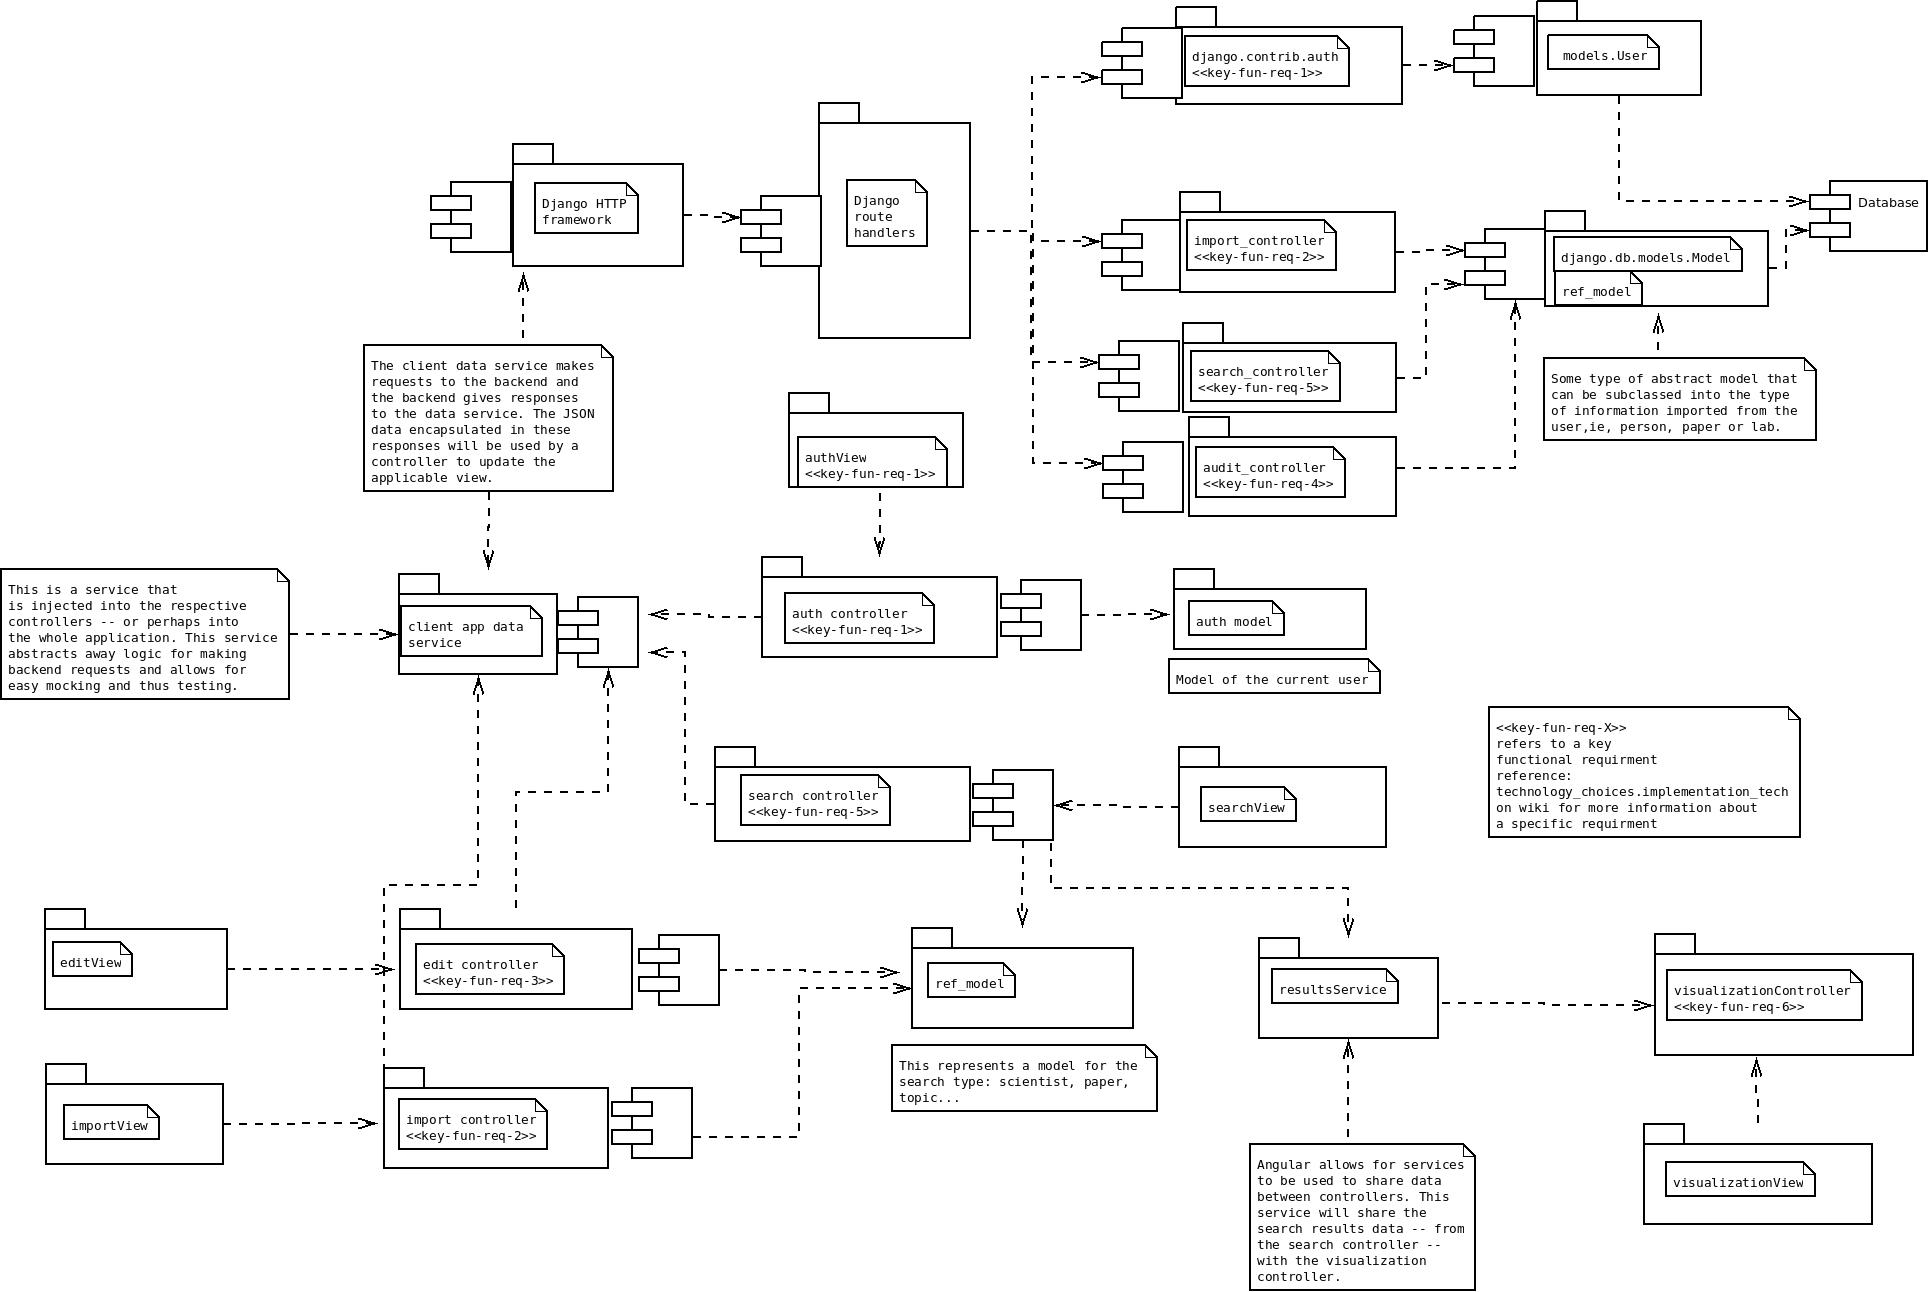 django.contrib.auth
<<key-fun-req-1>>
models.User
Django HTTP
framework
Django
route
handlers
import_controller
<<key-fun-req-2>>
django.db.models.Model
ref_model
Database
search_controller
<<key-fun-req-5>>
audit_controller
<<key-fun-req-4>>
Some type of abstract model that
can be subclassed into the type
of information imported from the
user,ie, person, paper or lab.
The client data service makes
requests to the backend and
the backend gives responses
to the data service. The JSON
data encapsulated in these
responses will be used by a
controller to update the
applicable view.
authView
<<key-fun-req-1>>
This is a service that
is injected into the respective
controllers -- or perhaps into
the whole application. This service
abstracts away logic for making
backend requests and allows for
easy mocking and thus testing.
client app data
service
auth controller
<<key-fun-req-1>>
auth model
Model of the current user
<<key-fun-req-X>>
refers to a key
functional requirment
reference:
technology_choices.implementation_tech
on wiki for more information about
a specific requirment
search controller
<<key-fun-req-5>>
searchView
editView
edit controller
<<key-fun-req-3>>
ref_model
resultsService
visualizationController
<<key-fun-req-6>>
This represents a model for the
search type: scientist, paper,
topic...
importView
import controller
<<key-fun-req-2>>
Angular allows for services
to be used to share data
between controllers. This
service will share the
search results data -- from
the search controller --
with the visualization
controller.
visualizationView